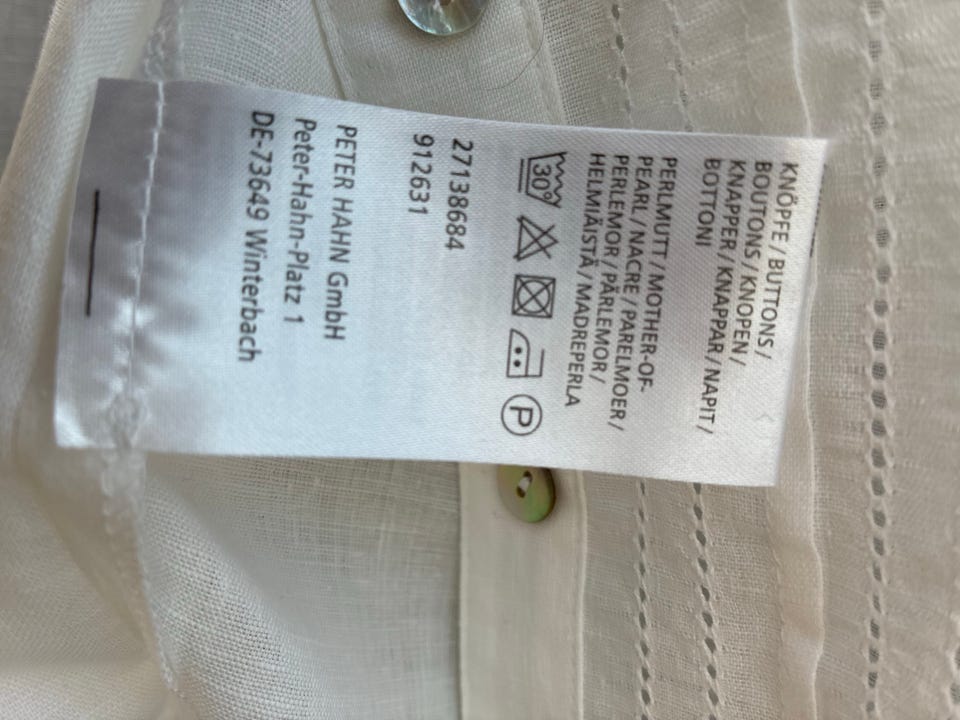 KNÖPFE / BUTTONS /
BOUTONS / KNOPEN /
KNAPPER / KNAPPAR / NAPIT /
BOTTONI
PERLMUTT / MOTHER-OF-
PEARL / NACRE / PARELMOER /
PERLEMOR / PÄRLEMOR /
HELMIÄISTÄ / MADREPERLA
30° P
27138684
912631
PETER HAHN GmbH
Peter-Hahn-Platz 1
DE-73649 Winterbach